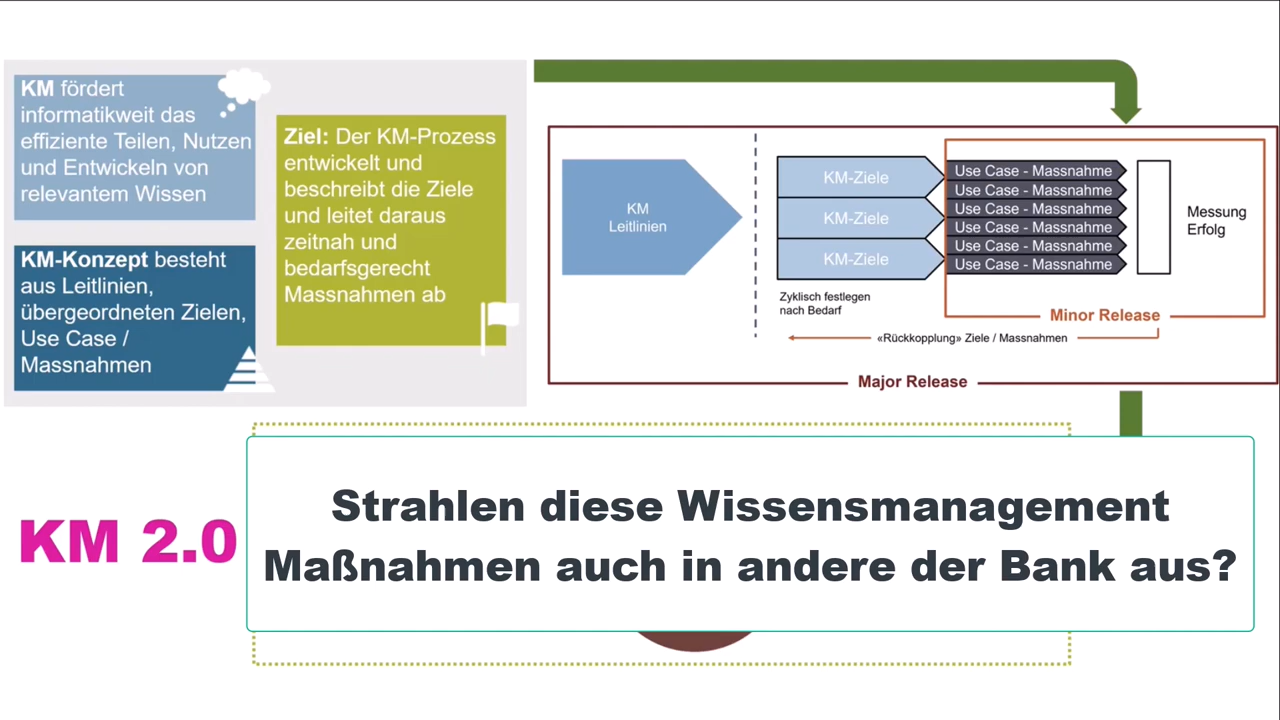 KM fördert
informatikweit das
effiziente Teilen, Nutzen
und Entwickeln von
relevantem Wissen
KM-Konzept besteht
aus Leitlinien,
übergeordneten Zielen,
Use Case /
Massnahmen
Ziel: Der KM-Prozess
entwickelt und
beschreibt die Ziele
und leitet daraus
zeitnah und
bedarfsgerecht
Massnahmen ab
KM
Leitlinien
KM-Ziele
KM-Ziele
KM-Ziele
Zyklisch festlegen
nach Bedarf
Use Case - Massnahme
Use Case - Massnahme
Use Case - Massnahme
Use Case - Massnahme
Use Case - Massnahme
Use Case - Massnahme
Messung
Erfolg
Minor Release
«Rückkopplung» Ziele / Massnahmen
Major Release
KM 2.0
Strahlen diese Wissensmanagement
Maßnahmen auch in andere der Bank aus?